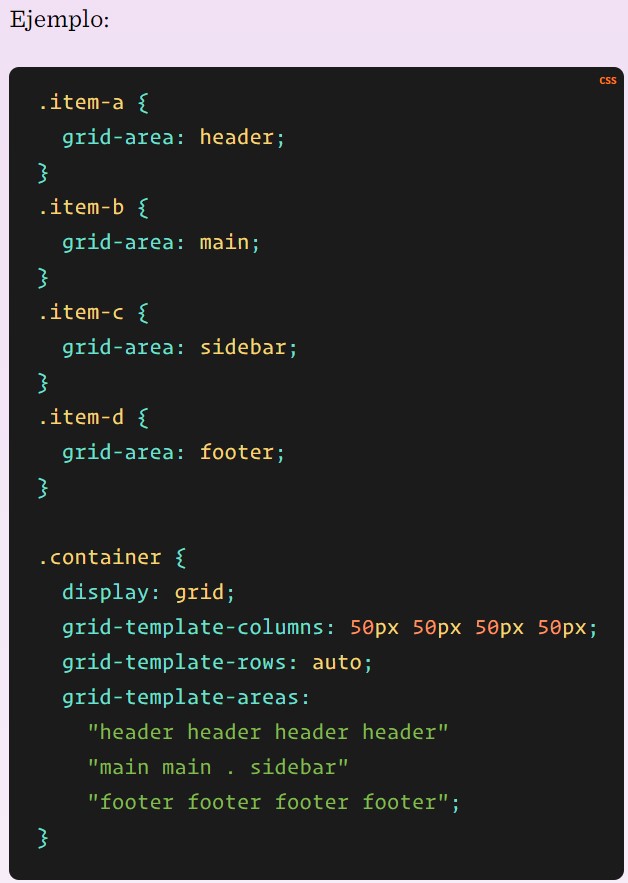 Ejemplo:
css
.item-a {
  grid-area: header;
}
.item-b {
  grid-area: main;
}
.item-c {
  grid-area: sidebar;
}
.item-d {
  grid-area: footer;
}

.container {
  display: grid;
  grid-template-columns: 50px 50px 50px 50px;
  grid-template-rows: auto;
  grid-template-areas:
    "header header header header"
    "main main . sidebar"
    "footer footer footer footer";
}